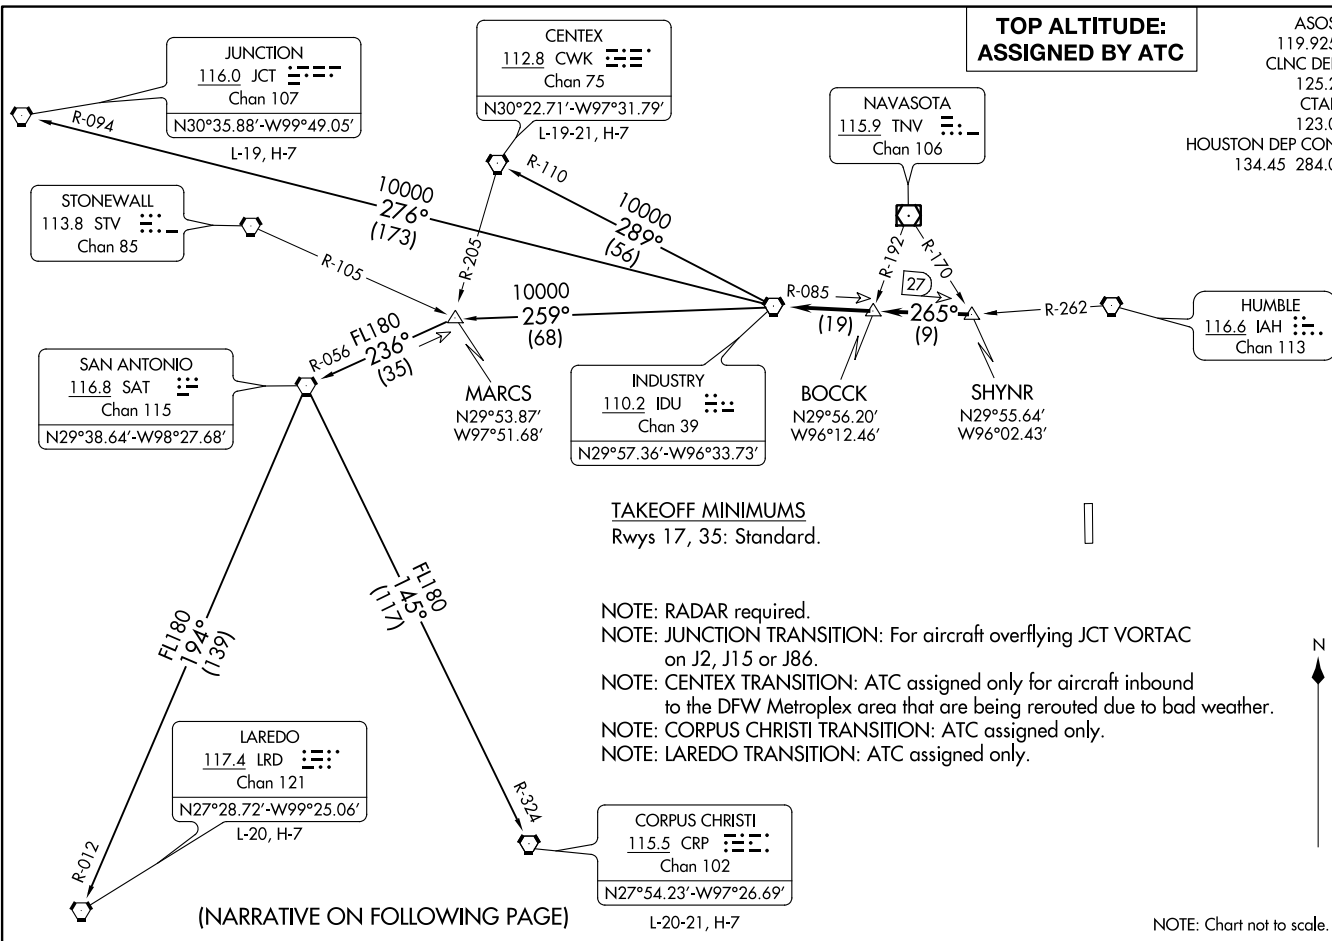 TOP ALTITUDE:
ASSIGNED BY ATC
ASOS
119.925
CLNC DEL
125.2
CTAF
123.0
HOUSTON DEP CON
134.45 284.0
JUNCTION
116.0 JCT
Chan 107
N30°35.88'-W99°49.05'
L-19, H-7
CENTEX
112.8 CWK
Chan 75
N30°22.71'-W97°31.79'
L-19-21, H-7
NAVASOTA
115.9 TNV
Chan 106
STONEWALL
113.8 STV
Chan 85
R-094
10000
276°
(173)
R-110
10000
289°
(56)
R-205
R-105
R-192
R-170
27
R-085
265°
(19)
(9)
R-262
HUMBLE
116.6 IAH
Chan 113
10000
259°
(68)
FL180
236°
(35)
R-056
SAN ANTONIO
116.8 SAT
Chan 115
N29°38.64'-W98°27.68'
MARCS
N29°53.87'
W97°51.68'
INDUSTRY
110.2 IDU
Chan 39
N29°57.36'-W96°33.73'
BOCCK
N29°56.20'
W96°12.46'
SHYNR
N29°55.64'
W96°02.43'
TAKEOFF MINIMUMS
Rwys 17, 35: Standard.
NOTE: RADAR required.
NOTE: JUNCTION TRANSITION: For aircraft overflying JCT VORTAC
on J2, J15 or J86.
NOTE: CENTEX TRANSITION: ATC assigned only for aircraft inbound
to the DFW Metroplex area that are being rerouted due to bad weather.
NOTE: CORPUS CHRISTI TRANSITION: ATC assigned only.
NOTE: LAREDO TRANSITION: ATC assigned only.
N
FL180
194°
(139)
FL180
145°
(117)
LAREDO
117.4 LRD
Chan 121
N27°28.72'-W99°25.06'
L-20, H-7
R-012
R-324
CORPUS CHRISTI
115.5 CRP
Chan 102
N27°54.23'-W97°26.69'
L-20-21, H-7
(NARRATIVE ON FOLLOWING PAGE)
NOTE: Chart not to scale.